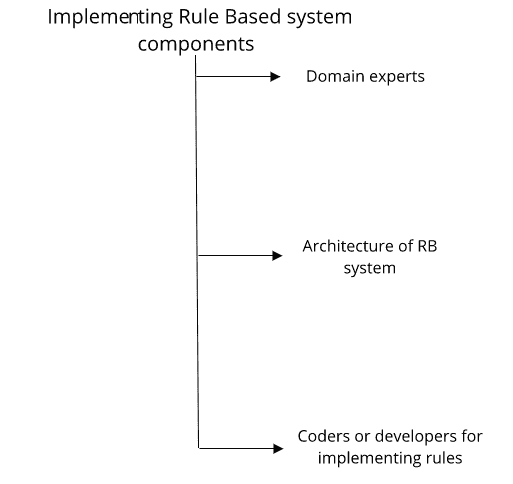 Implementing Rule Based system
components
Domain experts
Architecture of RB
system
Coders or developers for
implementing rules